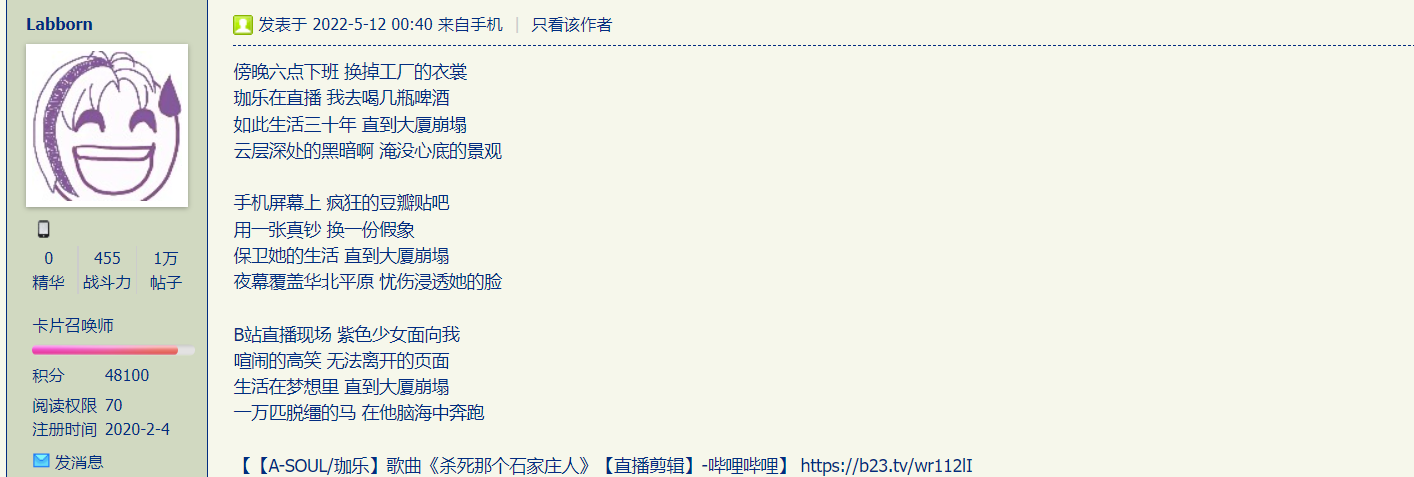 Labborn
0 455 1万
精华 战斗力 帖子
卡片召唤师
积分 48100
阅读权限 70
注册时间 2020-2-4
发消息
发表于 2022-5-12 00:40 来自手机 | 只看该作者
傍晚六点下班 换掉工厂的衣裳
珈乐在直播 我去喝几瓶啤酒
如此生活三十年 直到大厦崩塌
云层深处的黑暗啊 淹没心底的景观
手机屏幕上 疯狂的豆瓣贴吧
用一张真钞 换一份假象
保卫她的生活 直到大厦崩塌
夜幕覆盖华北平原 忧伤浸透她的脸
B站直播现场 紫色少女面向我
喧闹的高笑 无法离开的页面
生活在梦想里 直到大厦崩塌
一万匹脱缰的马 在他脑海中奔跑
【【A-SOUL/珈乐】歌曲《杀死那个石家庄人》【直播剪辑】-哔哩哔哩】 https://b23.tv/wr112lI